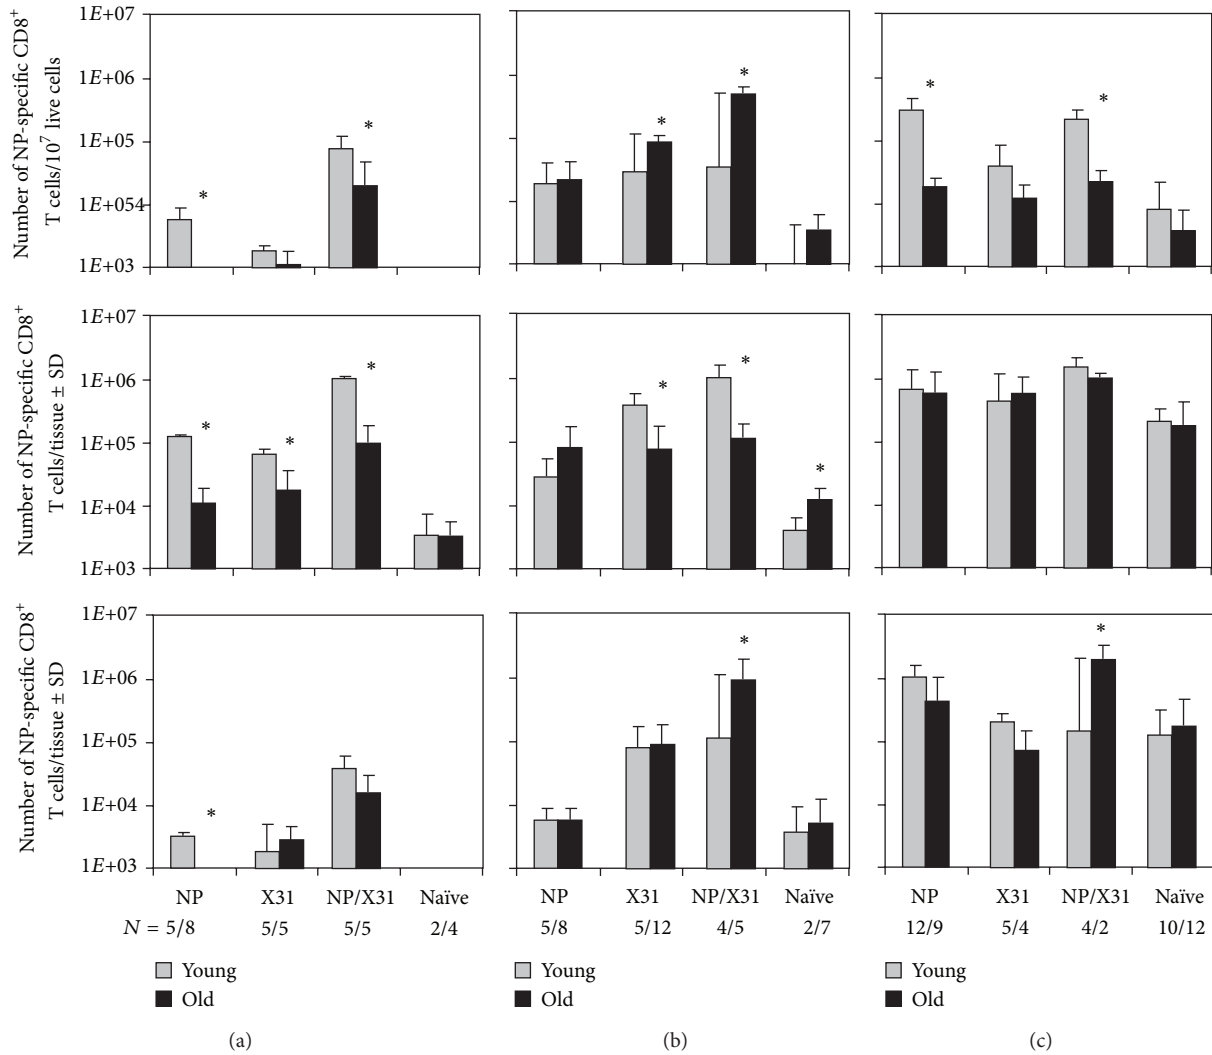 Number of NP-specific CD8⁺
T cells/10⁷ live cells
1E+07
1E+06
1E+05
1E+054
1E+03
*
*
*
*
*
*
Number of NP-specific CD8⁺
T cells/tissue ± SD
1E+07
1E+06
1E+05
1E+04
1E+03
*
*
*
*
*
*
Number of NP-specific CD8⁺
T cells/tissue ± SD
1E+07
1E+06
1E+05
1E+04
1E+03
*
*
*
NP X31 NP/X31 Naïve NP X31 NP/X31 Naïve NP X31 NP/X31 Naïve
N = 5/8 5/5 5/5 2/4 5/8 5/12 4/5 2/7 12/9 5/4 4/2 10/12
Young Young Young
Old Old Old
(a) (b) (c)